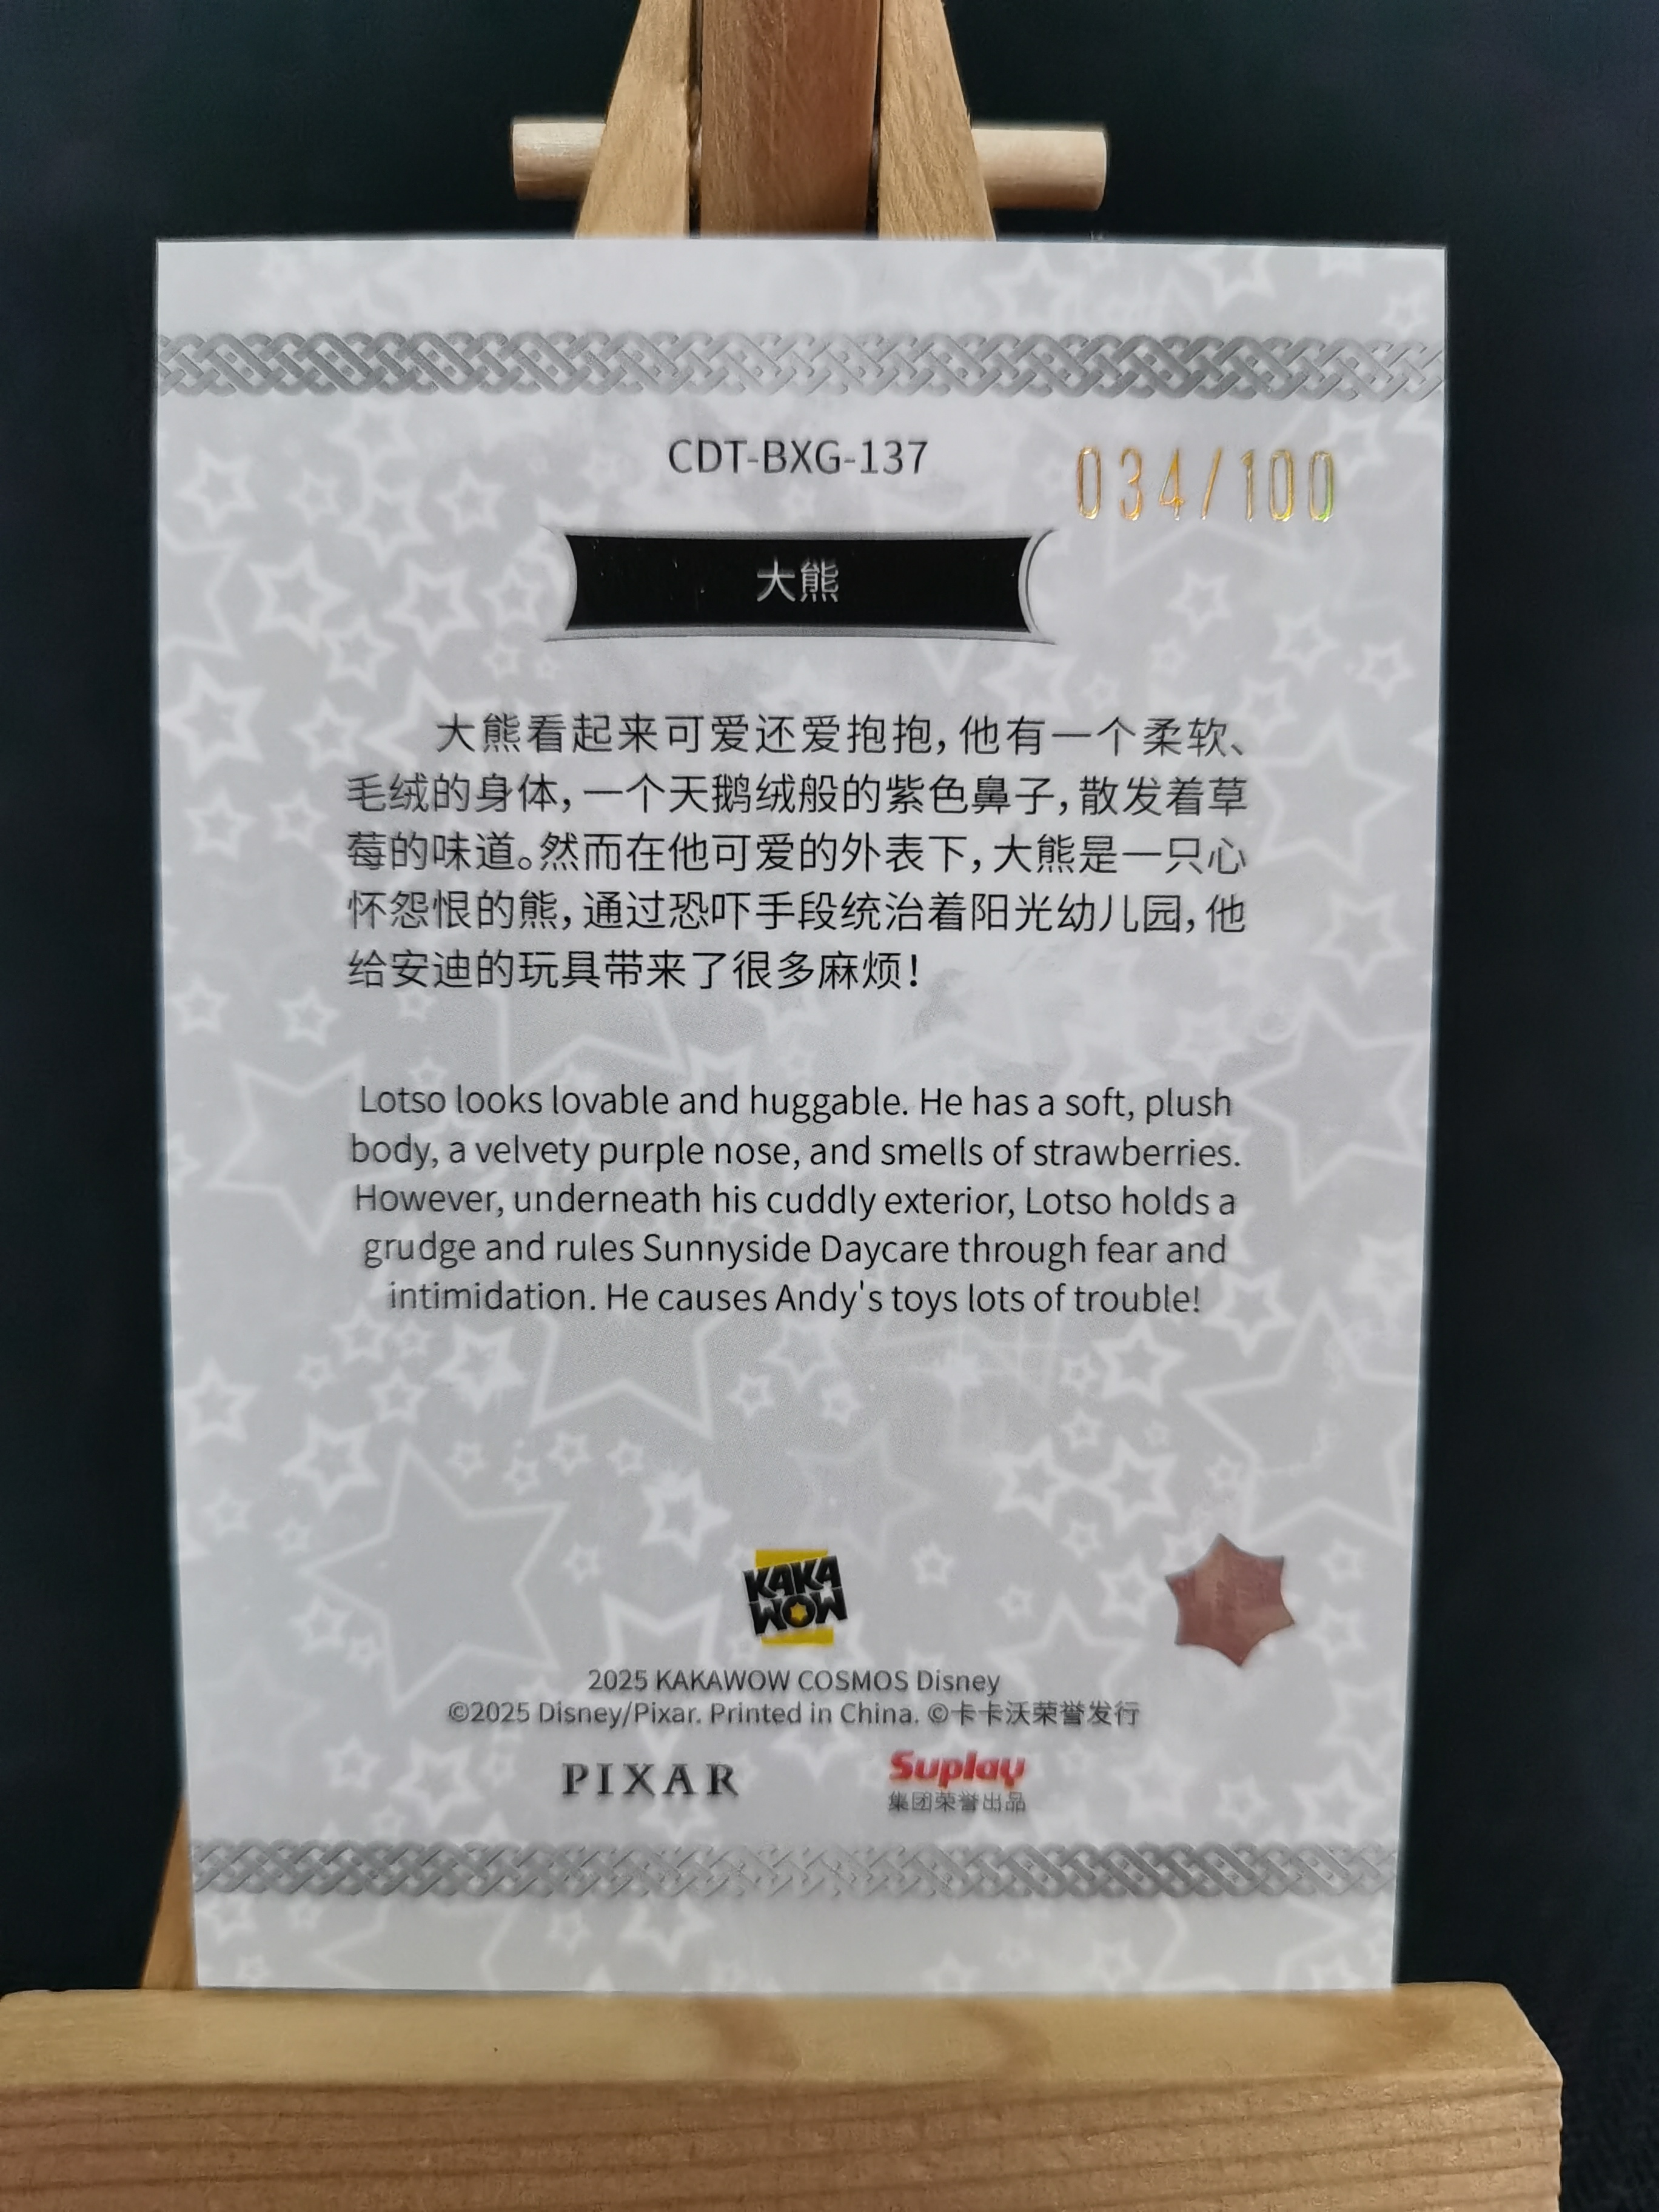 CDT-BXG-137
034/100
大熊
大熊看起来可爱还爱抱抱，他有一个柔软、
毛绒的身体，一个天鹅绒般的紫色鼻子，散发着草
莓的味道。然而在他可爱的外表下，大熊是一只心
怀怨恨的熊，通过恐吓手段统治着阳光幼儿园，他
给安迪的玩具带来了很多麻烦！
Lotso looks lovable and huggable. He has a soft, plush
body, a velvety purple nose, and smells of strawberries.
However, underneath his cuddly exterior, Lotso holds a
grudge and rules Sunnyside Daycare through fear and
intimidation. He causes Andy's toys lots of trouble!
KAKA
WOW
2025 KAKAWOW COSMOS Disney
©2025 Disney/Pixar. Printed in China. ©卡卡沃荣誉发行
PIXAR
Suplay
集团荣誉出品